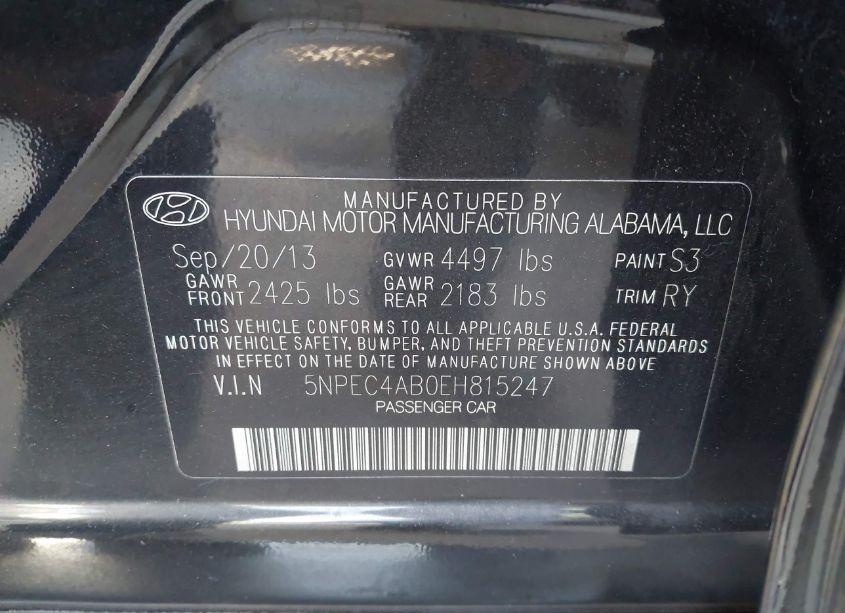 MANUFACTURED BY
HYUNDAI MOTOR MANUFACTURING ALABAMA, LLC
Sep/20/13 GVWR 4497 lbs PAINT S3
GAWR FRONT 2425 lbs GAWR REAR 2183 lbs TRIM RY
THIS VEHICLE CONFORMS TO ALL APPLICABLE U.S.A. FEDERAL
MOTOR VEHICLE SAFETY, BUMPER, AND THEFT PREVENTION STANDARDS
IN EFFECT ON THE DATE OF MANUFACTURE SHOWN ABOVE
V.I.N 5NPEC4AB0EH815247
PASSENGER CAR